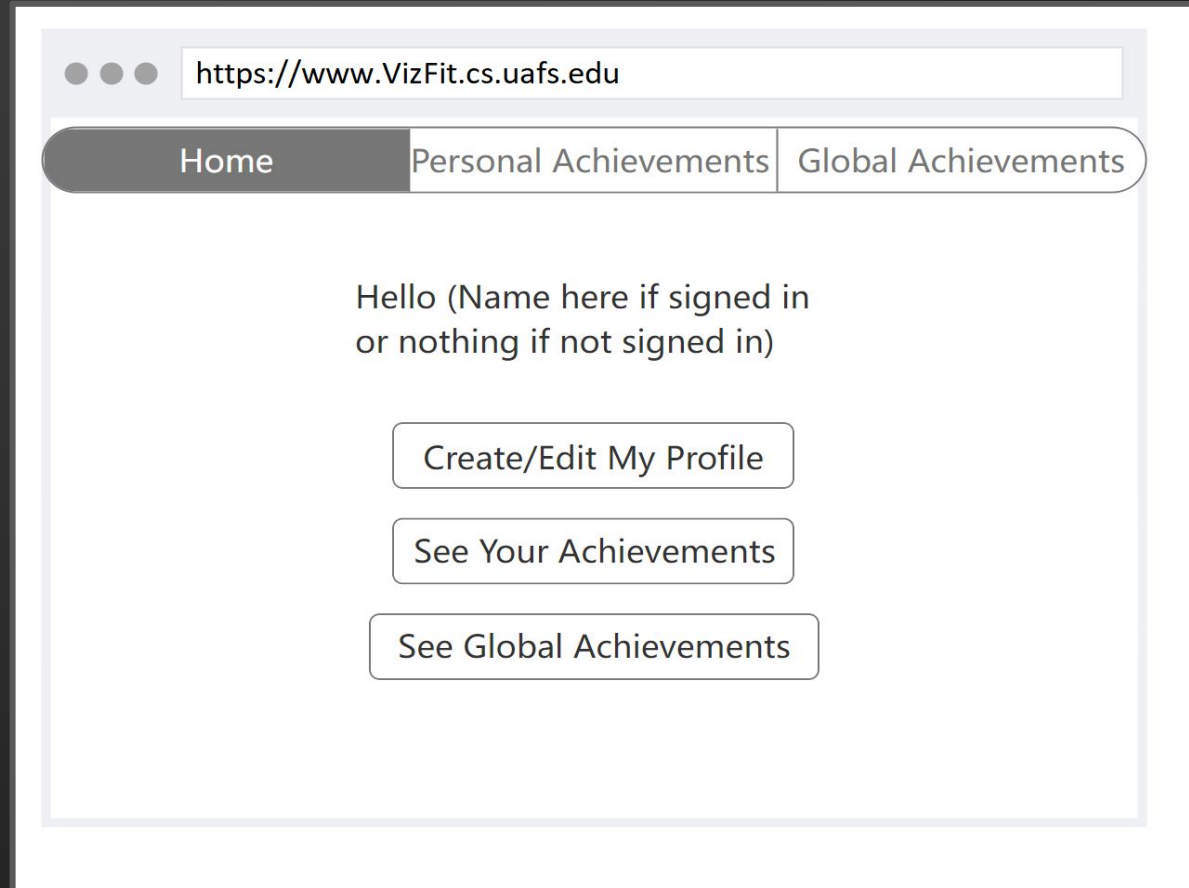 https://www.VizFit.cs.uafs.edu
Home Personal Achievements Global Achievements
Hello (Name here if signed in
or nothing if not signed in)
Create/Edit My Profile
See Your Achievements
See Global Achievements